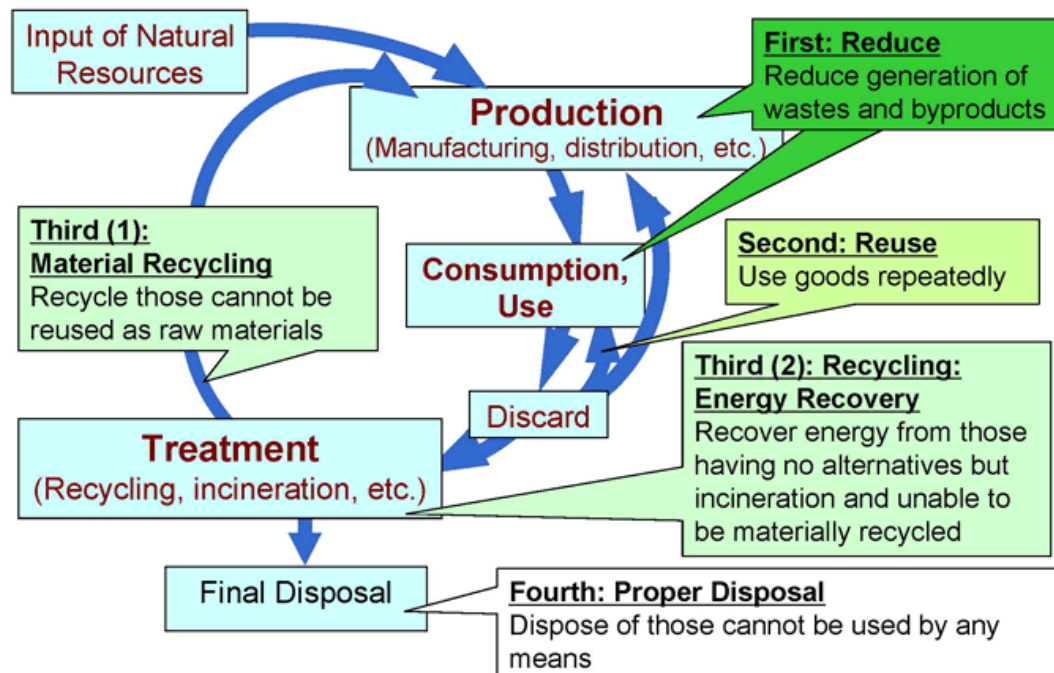 Input of Natural
Resources
First: Reduce
Reduce generation of
wastes and byproducts
Production
(Manufacturing, distribution, etc.)
Third (1):
Material Recycling
Recycle those cannot be
reused as raw materials
Consumption,
Use
Second: Reuse
Use goods repeatedly
Discard
Third (2): Recycling:
Energy Recovery
Recover energy from those
having no alternatives but
incineration and unable to
be materially recycled
Treatment
(Recycling, incineration, etc.)
Final Disposal
Fourth: Proper Disposal
Dispose of those cannot be used by any
means